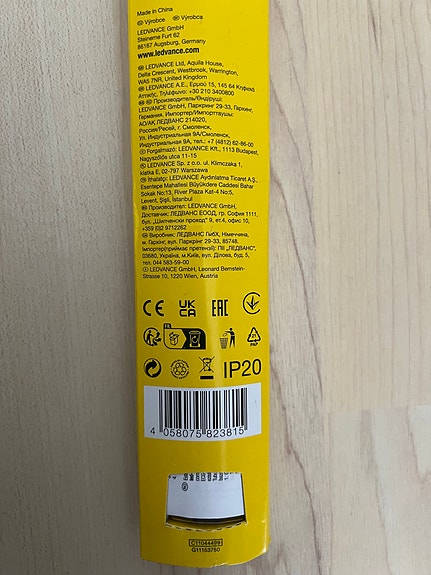 Made in China
CZ Výrobce SK Výrobca
LEDVANCE GmbH
Steinerne Furt 62
86167 Augsburg, Germany
www.ledvance.com
GB LEDVANCE Ltd, Aquila House,
Delta Crescent, Westbrook, Warrington,
WA5 7NR, United Kingdom
LEDVANCE A.E., Ερμού 15, 145 64 Κηφισιά
Αττικής, Τηλέφωνο: +30 210 3400800
Производитель/Өндіруші:
LEDVANCE GmbH, Паркринг 29-33, Гархинг,
Германия. Импортер/Импорттаушы:
АО/АҚ ЛЕДВАНС 214020,
Россия/Ресей, г. Смоленск,
Индустриальная 9А/Смоленск,
Индустриальная 9А, тел.: +7 (4812) 62-86-00
Forgalmazó: LEDVANCE Kft., 1113 Budapest,
Nagyszőlős utca 11-15
LEDVANCE Sp. z o.o. ul. Klimczaka 1,
klatka E, 02-797 Warszawa
İthalatçı: LEDVANCE Aydınlatma Ticaret A.Ş.,
Esentepe Mahallesi Büyükdere Caddesi Bahar
Sokak No:13, River Plaza Kat-4 No:5,
Levent, Şişli, İstanbul
Производител: LEDVANCE GmbH,
Доставчик: ЛЕДВАНС ЕООД, гр. София 1111,
бул. „Шипченски проход" 9, ет.4, офис 10,
+359 (0)2 9712262
Виробник: ЛЕДВАНС ГмбХ, Німеччина,
м. Гархінг, вул. Паркринг 29-33, 85748.
Імпортер(приймає претензії): ПІІ „ЛЕДВАНС",
03680, Україна, м.Київ, вул. Ділова, буд. 5,
тел. 044 583-59-00
LEDVANCE GmbH, Leonard Bernstein-
Strasse 10, 1220 Wien, Austria
CE UK CA EAC
FR
21
PAP
IP20
4 058075 823815
C11044499
G11153750